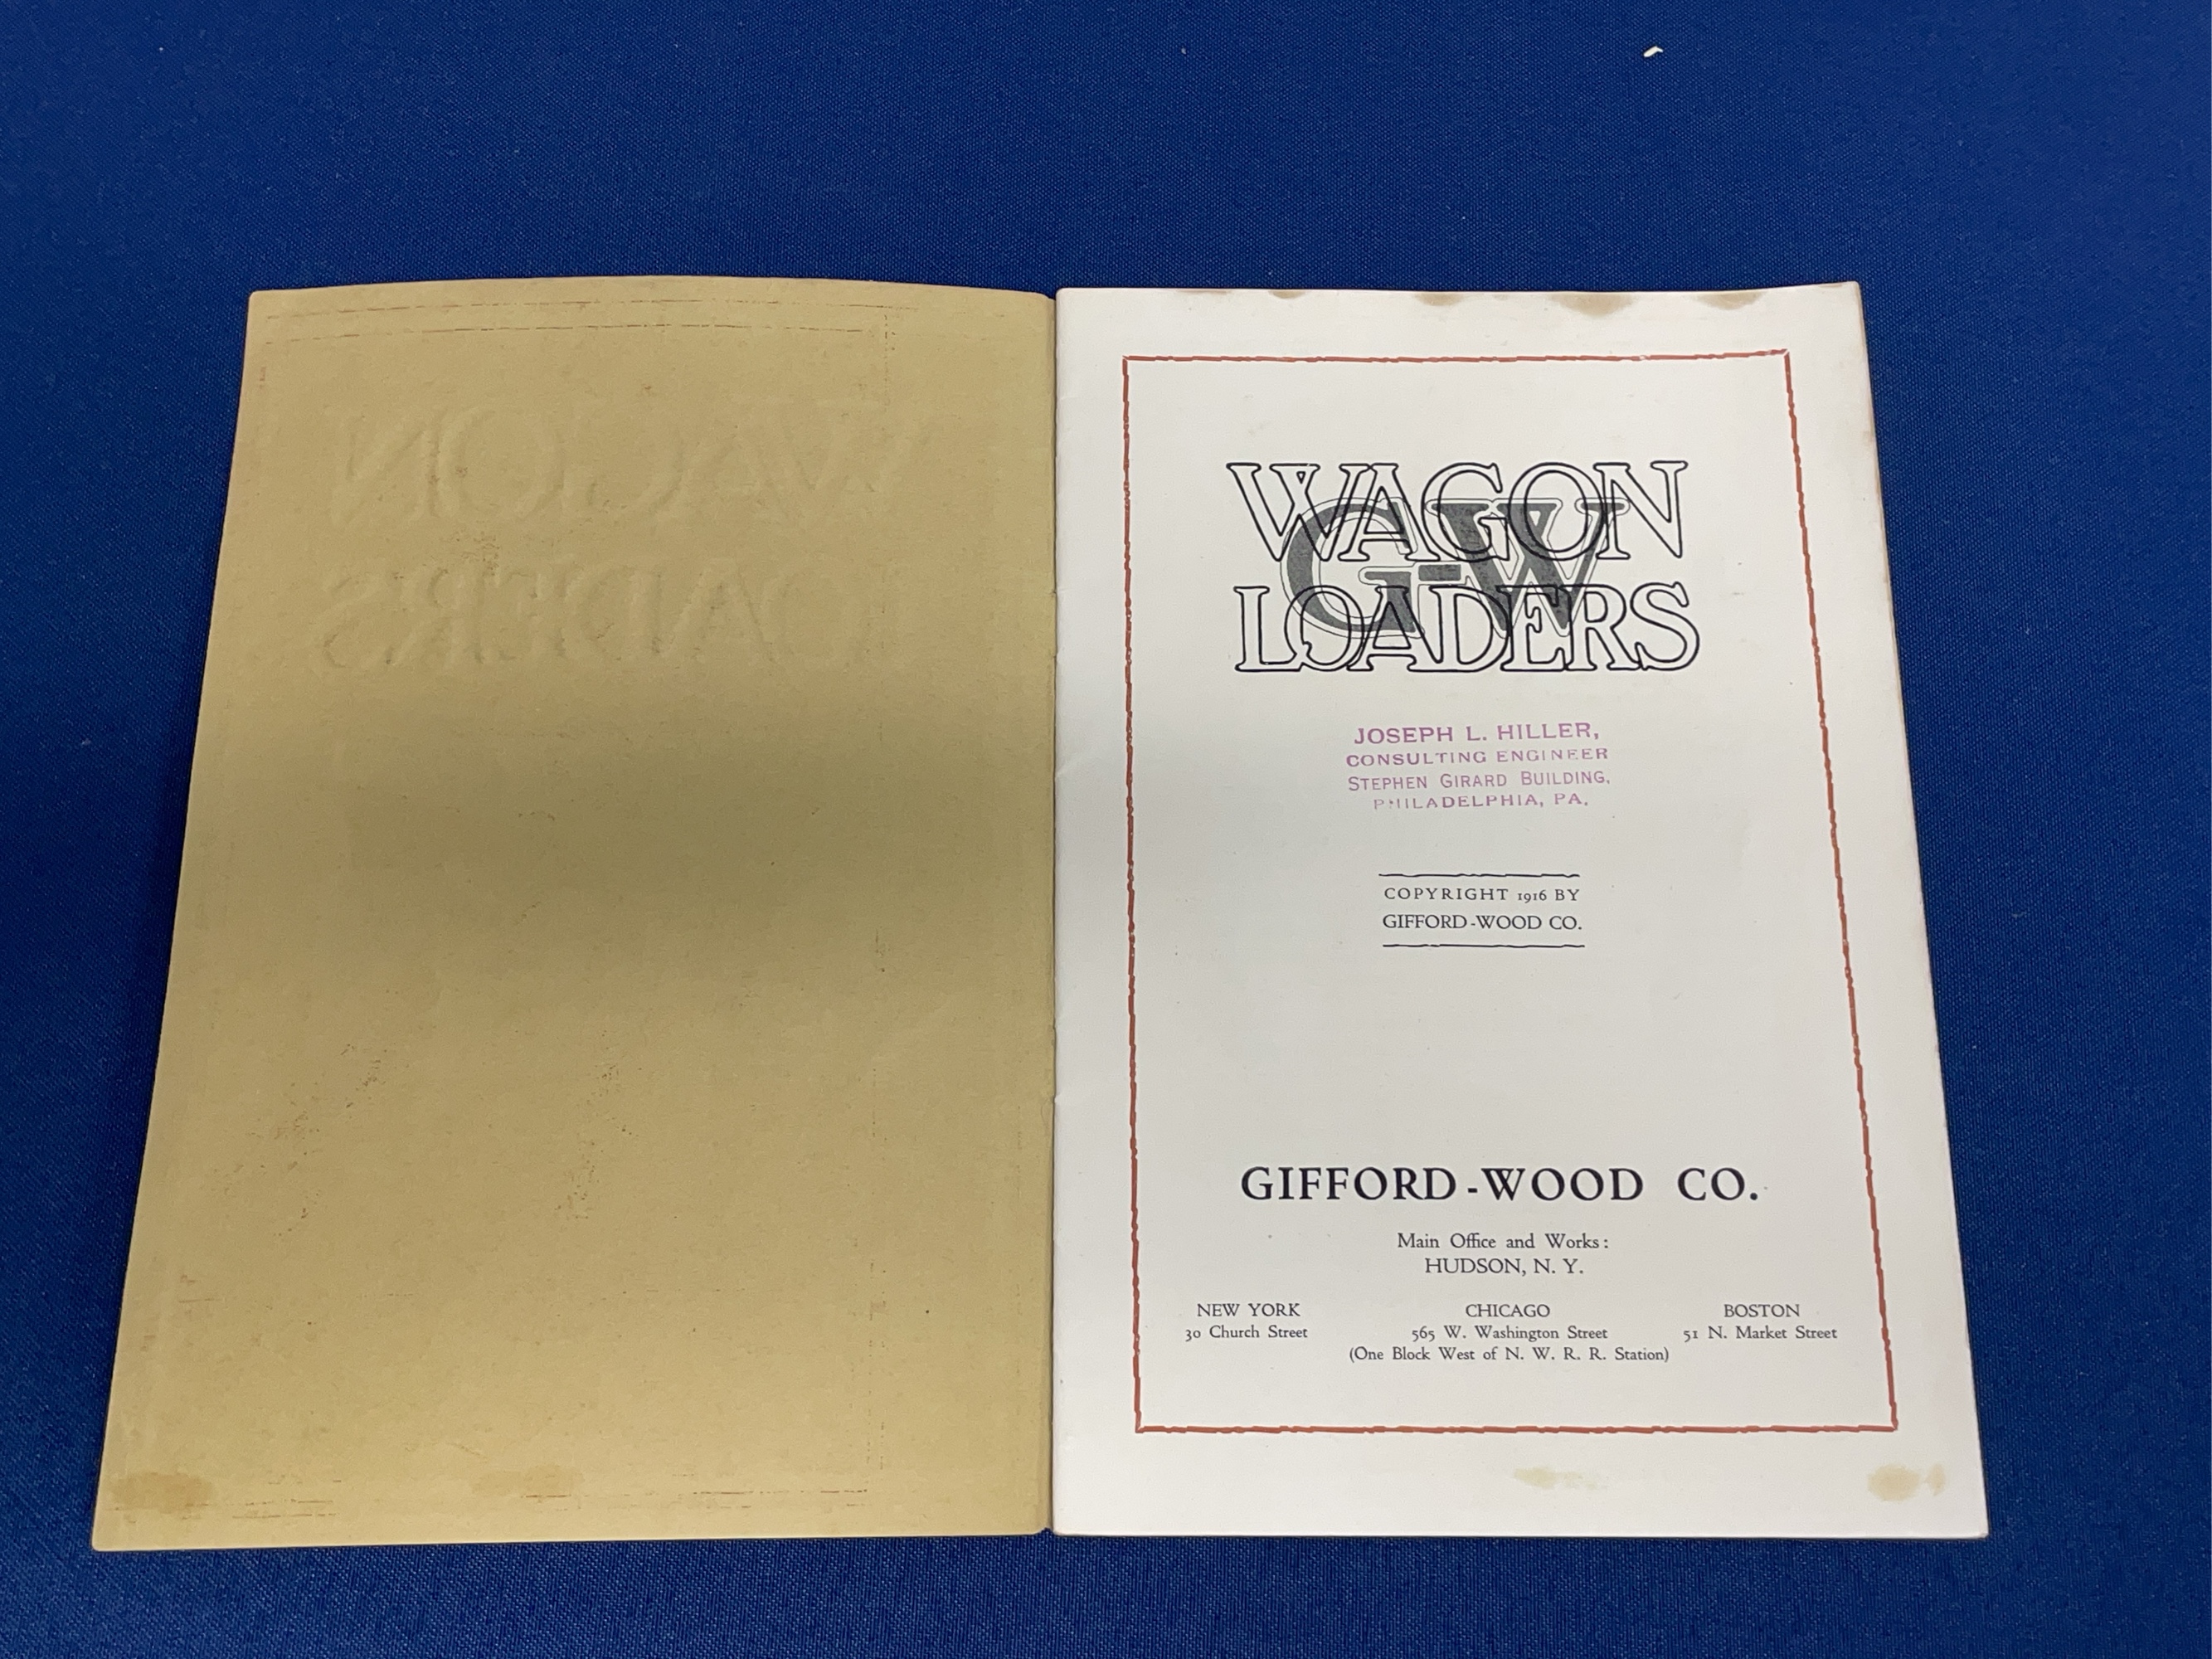 WAGON
G-W
LOADERS
JOSEPH L. HILLER,
CONSULTING ENGINEER
STEPHEN GIRARD BUILDING,
PHILADELPHIA, PA.
COPYRIGHT 1916 BY
GIFFORD-WOOD CO.
GIFFORD-WOOD CO.
Main Office and Works:
HUDSON, N. Y.
NEW YORK CHICAGO BOSTON
30 Church Street 565 W. Washington Street 51 N. Market Street
(One Block West of N. W. R. R. Station)